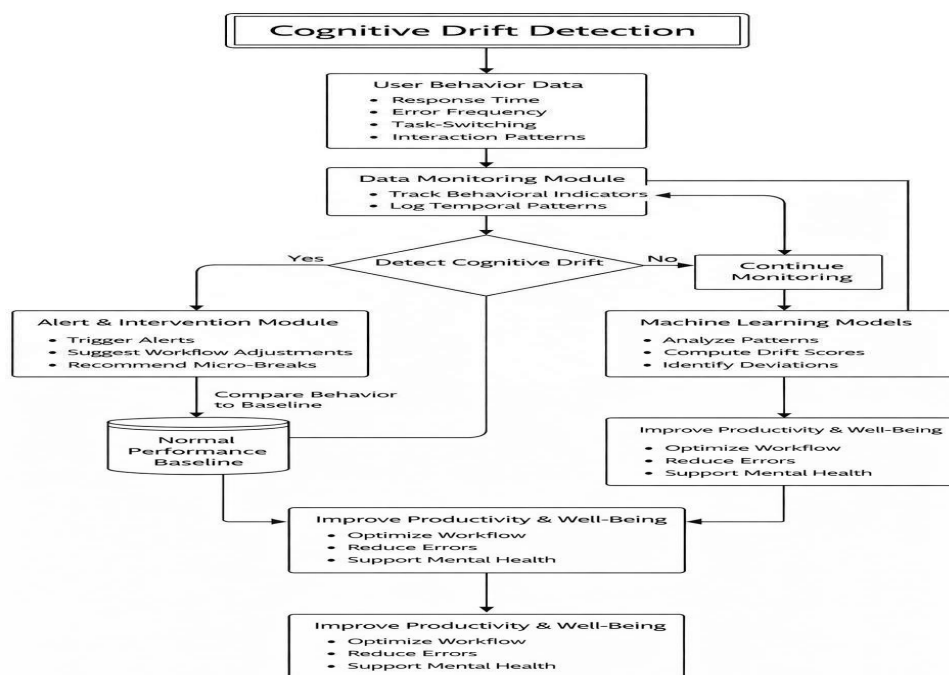 Cognitive Drift Detection
User Behavior Data
• Response Time
• Error Frequency
• Task-Switching
• Interaction Patterns
Data Monitoring Module
• Track Behavioral Indicators
• Log Temporal Patterns
Yes
Detect Cognitive Drift
No
Continue
Monitoring
Alert & Intervention Module
• Trigger Alerts
• Suggest Workflow Adjustments
• Recommend Micro-Breaks
Machine Learning Models
• Analyze Patterns
• Compute Drift Scores
• Identify Deviations
Compare Behavior
to Baseline
Normal
Performance
Baseline
Improve Productivity & Well-Being
• Optimize Workflow
• Reduce Errors
• Support Mental Health
Improve Productivity & Well-Being
• Optimize Workflow
• Reduce Errors
• Support Mental Health
Improve Productivity & Well-Being
• Optimize Workflow
• Reduce Errors
• Support Mental Health